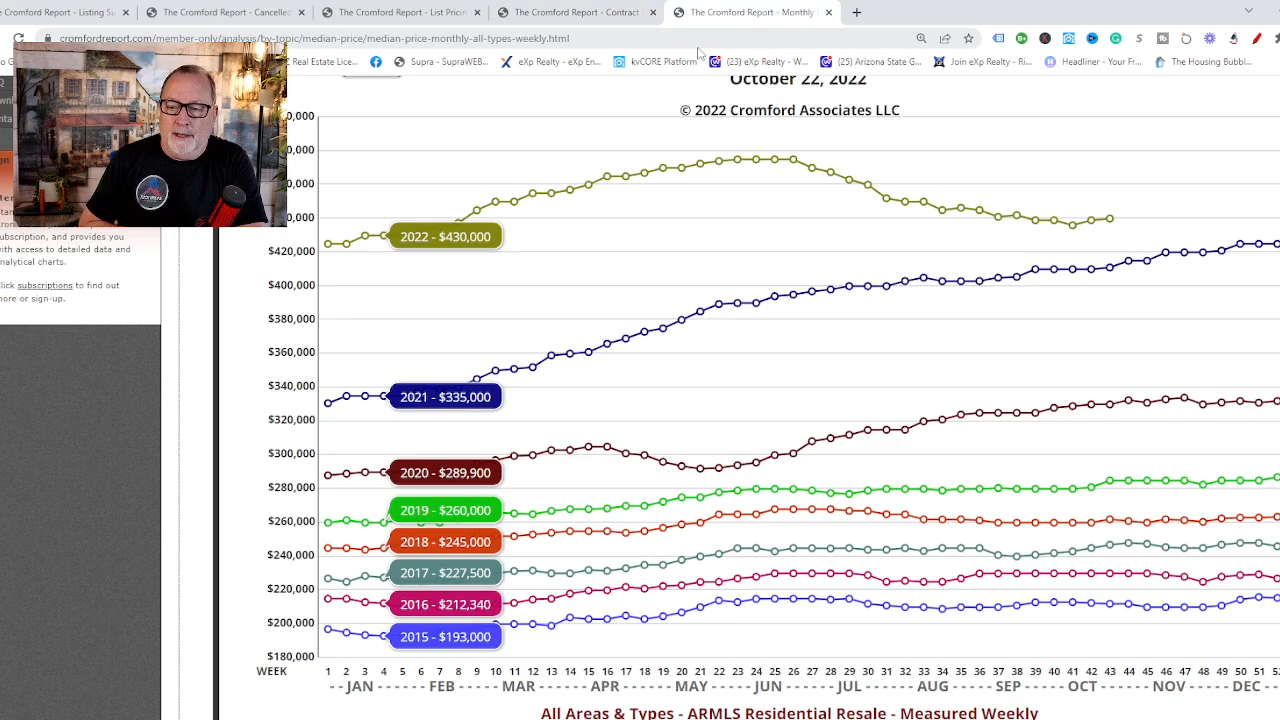 The Cromford Report - Listing Su
The Cromford Report - Cancelled
The Cromford Report - List Pricin
The Cromford Report - Contract
The Cromford Report - Monthly
cromfordreport.com/member-only/analysis/by-topic/median-price/median-price-monthly-all-types-weekly.html
Z Real Estate Lice...
Supra - SupraWEB...
eXp Realty - eXp En...
kvCORE Platform
(23) eXp Realty - W...
(25) Arizona State G...
Join eXp Realty - Ri...
Headliner - Your Fr...
The Housing Bubbl...
October 22, 2022
© 2022 Cromford Associates LLC
subscription, and provides you
with access to detailed data and
analytical charts.
Click subscriptions to find out
more or sign-up.
$420,000
$400,000
$380,000
$360,000
$340,000
$320,000
$300,000
$280,000
$260,000
$240,000
$220,000
$200,000
$180,000
2022 - $430,000
2021 - $335,000
2020 - $289,900
2019 - $260,000
2018 - $245,000
2017 - $227,500
2016 - $212,340
2015 - $193,000
WEEK 1 2 3 4 5 6 7 8 9 10 11 12 13 14 15 16 17 18 19 20 21 22 23 24 25 26 27 28 29 30 31 32 33 34 35 36 37 38 39 40 41 42 43 44 45 46 47 48 49 50 51 52
JAN FEB MAR APR MAY JUN JUL AUG SEP OCT NOV DEC
All Areas & Types - ARMLS Residential Resale - Measured Weekly